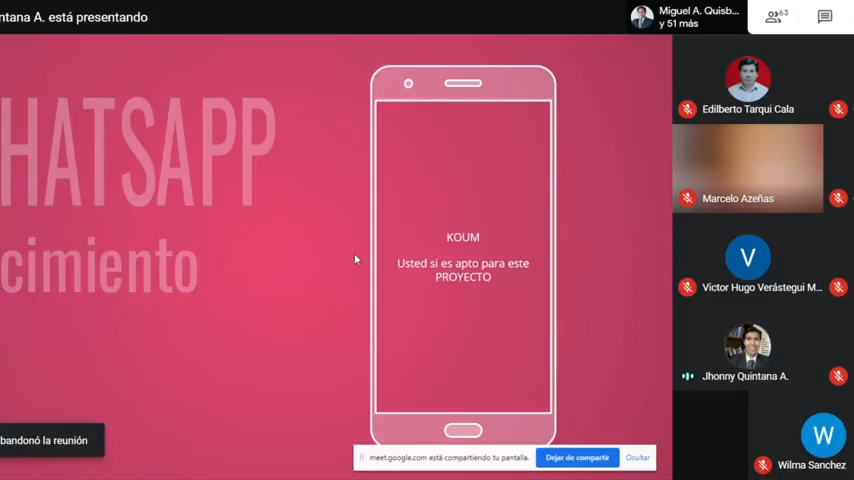 ntana A. está presentando
Miguel A. Quisb...
y 51 más
63
HATSAPP
cimiento
KOUM
Usted si es apto para este
PROYECTO
Edilberto Tarqui Cala
Marcelo Azeñas
V
Victor Hugo Verástegui M...
Jhonny Quintana A.
W
Wilma Sanchez
bandonó la reunión
meet.google.com está compartiendo tu pantalla.
Dejar de compartir
Ocultar